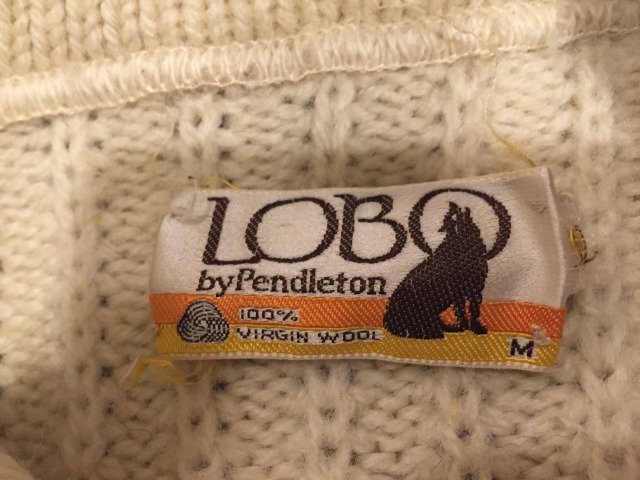 LOBO
byPendleton
100%
VIRGIN WOOL
M